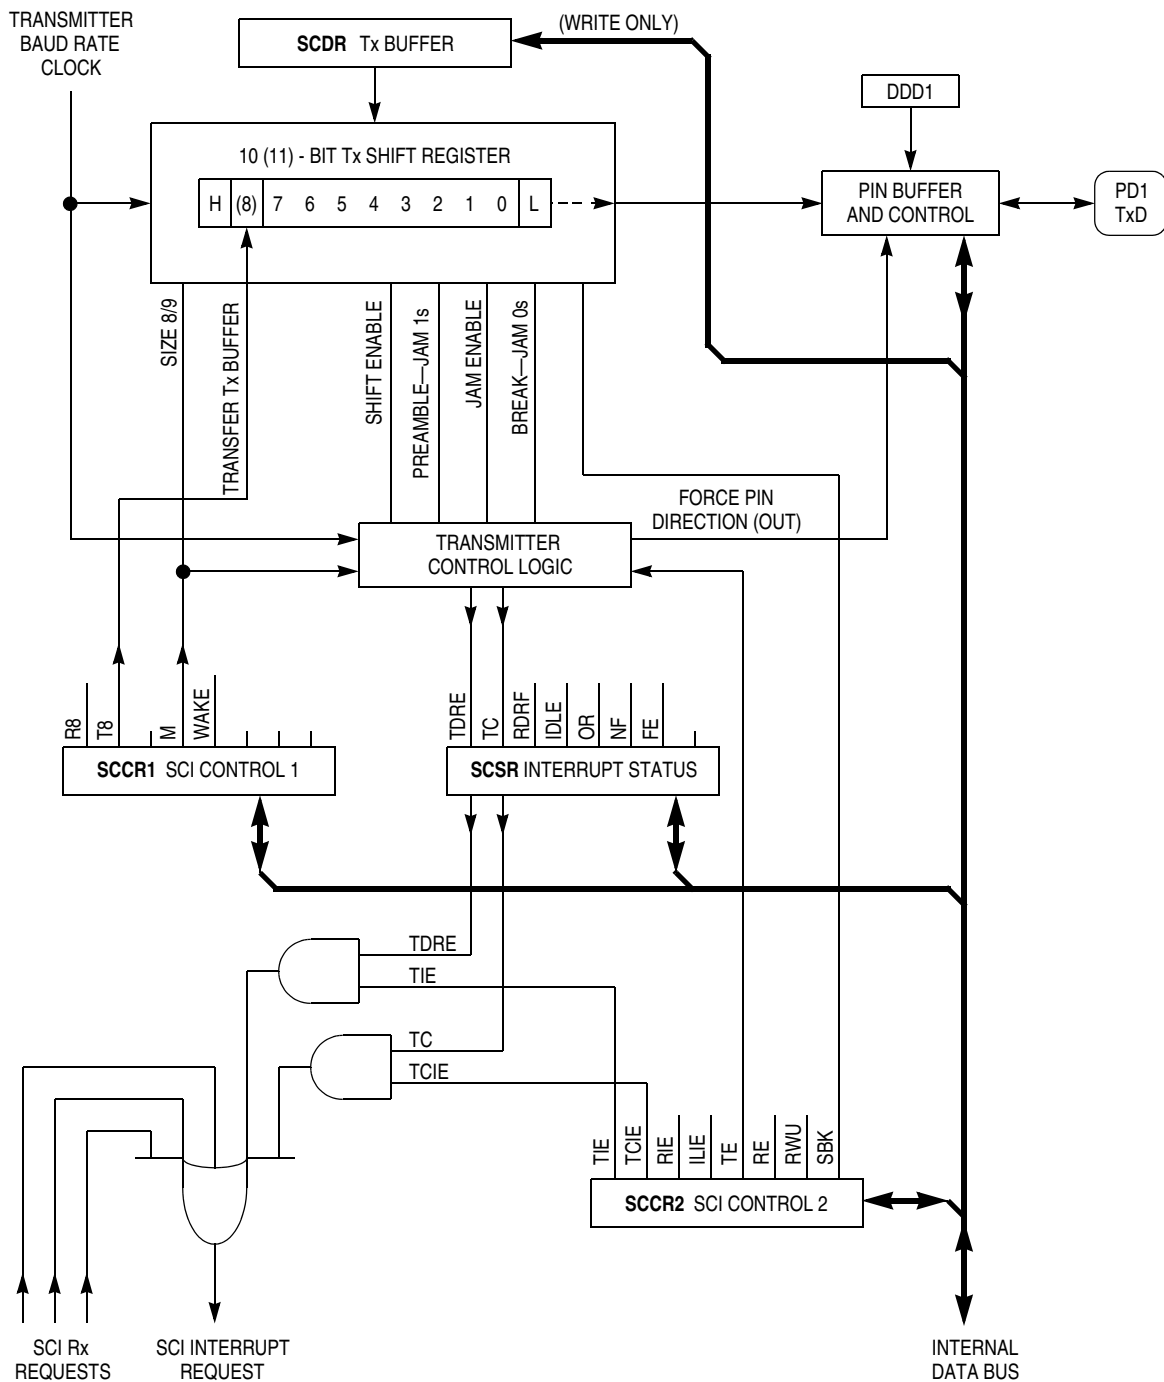 TRANSMITTER
BAUD RATE
CLOCK
SCDR Tx BUFFER
(WRITE ONLY)
DDD1
10 (11) - BIT Tx SHIFT REGISTER
H (8) 7 6 5 4 3 2 1 0 L
PIN BUFFER
AND CONTROL
PD1
TxD
SIZE 8/9
TRANSFER Tx BUFFER
SHIFT ENABLE
PREAMBLE—JAM 1s
JAM ENABLE
BREAK—JAM 0s
FORCE PIN
DIRECTION (OUT)
TRANSMITTER
CONTROL LOGIC
R8
T8
M
WAKE
TDRE
TC
RDRF
IDLE
OR
NF
FE
SCCR1 SCI CONTROL 1
SCSR INTERRUPT STATUS
TDRE
TIE
TC
TCIE
TIE
TCIE
RIE
ILIE
TE
RE
RWU
SBK
SCCR2 SCI CONTROL 2
SCI Rx
REQUESTS
SCI INTERRUPT
REQUEST
INTERNAL
DATA BUS